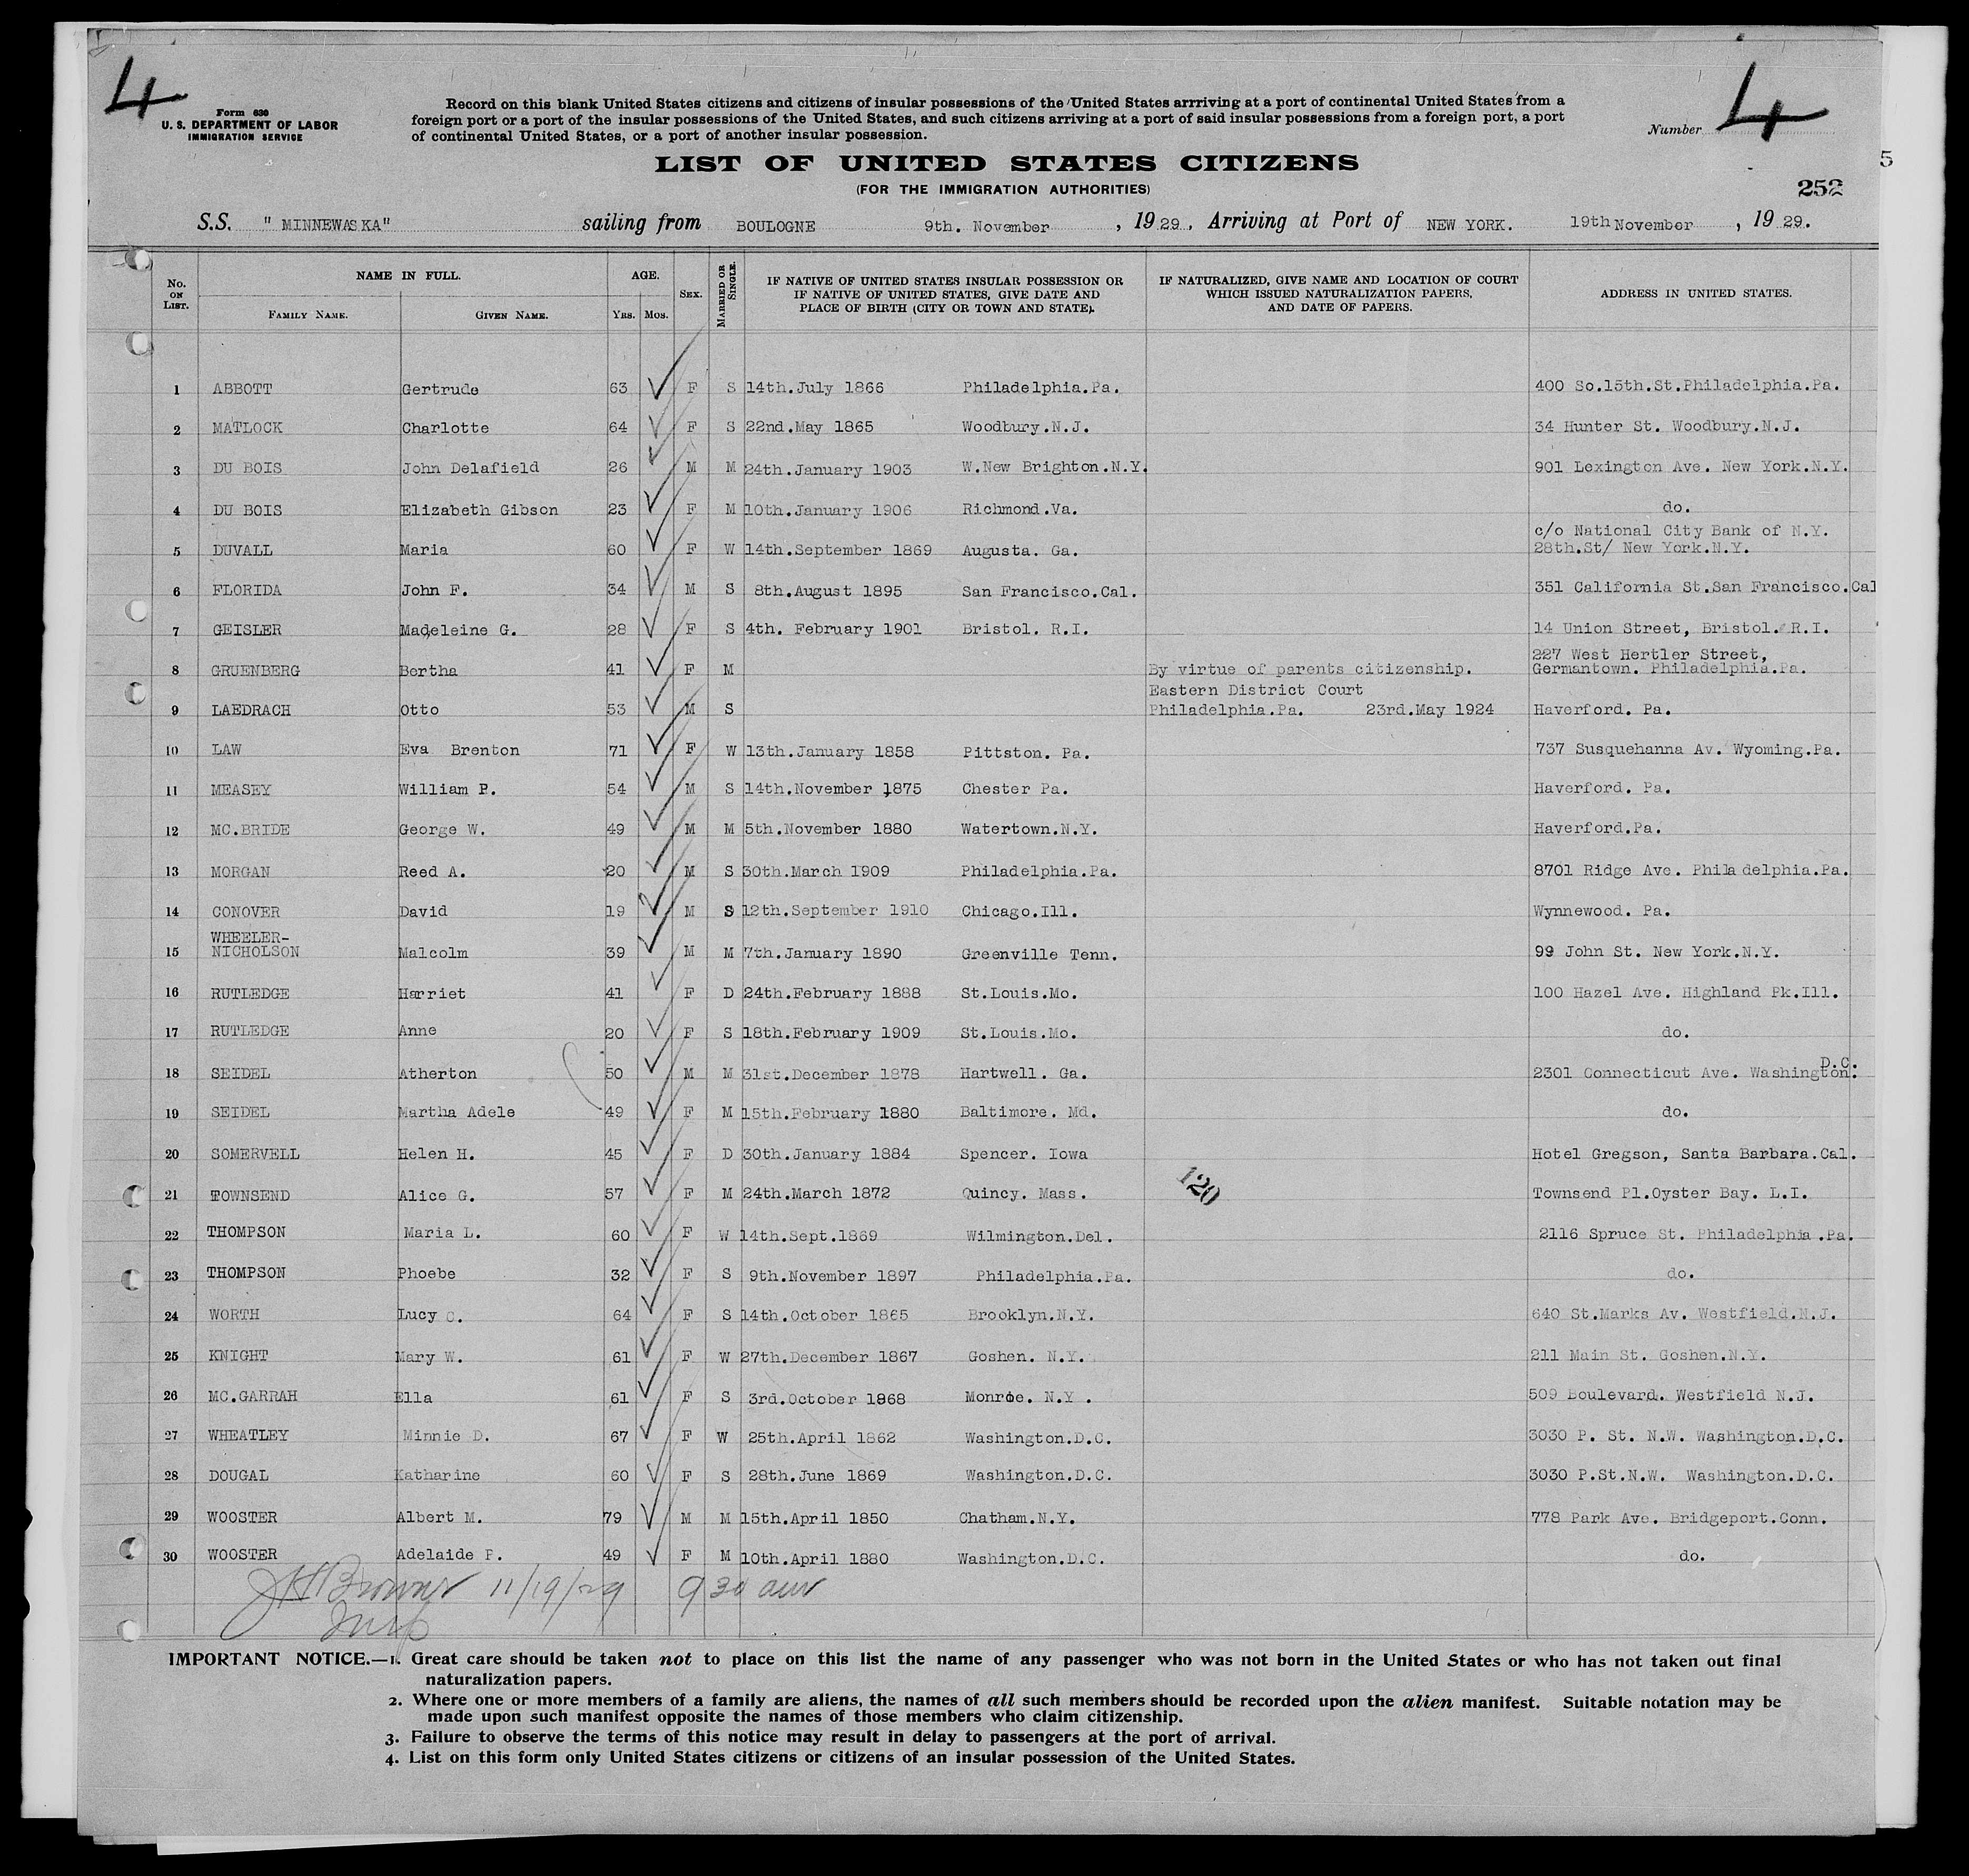 4
4
Form 630
U. S. DEPARTMENT OF LABOR
IMMIGRATION SERVICE
Record on this blank United States citizens and citizens of insular possessions of the United States arrriving at a port of continental United States from a
foreign port or a port of the insular possessions of the United States, and such citizens arriving at a port of said insular possessions from a foreign port, a port
of continental United States, or a port of another insular possession.
Number
5
LIST OF UNITED STATES CITIZENS
(FOR THE IMMIGRATION AUTHORITIES)
252
S.S. "MINNEWASKA" sailing from BOULOGNE 9th. November, 1929, Arriving at Port of NEW YORK. 19th November, 1929.
No. ON LIST. NAME IN FULL. FAMILY NAME. GIVEN NAME. AGE. YRS. MOS. SEX. MARRIED OR SINGLE. IF NATIVE OF UNITED STATES INSULAR POSSESSION OR IF NATIVE OF UNITED STATES, GIVE DATE AND PLACE OF BIRTH (CITY OR TOWN AND STATE). IF NATURALIZED, GIVE NAME AND LOCATION OF COURT WHICH ISSUED NATURALIZATION PAPERS, AND DATE OF PAPERS. ADDRESS IN UNITED STATES.
1 ABBOTT Gertrude 63 F S 14th.July 1866 Philadelphia.Pa. 400 So.15th.St.Philadelphia.Pa.
2 MATLOCK Charlotte 64 F S 22nd.May 1865 Woodbury.N.J. 34 Hunter St. Woodbury.N.J.
3 DU BOIS John Delafield 26 M M 24th.January 1903 W.New Brighton.N.Y. 901 Lexington Ave. New York.N.Y.
4 DU BOIS Elizabeth Gibson 23 F M 10th.January 1906 Richmond.Va. do.
c/o National City Bank of N.Y.
5 DUVALL Maria 60 F W 14th.September 1869 Augusta. Ga. 28th.St/ New York.N.Y.
6 FLORIDA John F. 34 M S 8th.August 1895 San Francisco.Cal. 351 California St.San Francisco.Cal
7 GEISLER Madeleine G. 28 F S 4th. February 1901 Bristol. R.I. 14 Union Street, Bristol. R.I.
227 West Hertler Street,
8 GRUENBERG Bertha 41 F M By virtue of parents citizenship. Germantown. Philadelphia.Pa.
Eastern District Court
9 LAEDRACH Otto 53 M S Philadelphia.Pa. 23rd.May 1924 Haverford. Pa.
10 LAW Eva Brenton 71 F W 13th.January 1858 Pittston. Pa. 737 Susquehanna Av. Wyoming.Pa.
11 MEASEY William P. 54 M S 14th.November 1875 Chester Pa. Haverford. Pa.
12 MC.BRIDE George W. 49 M M 5th.November 1880 Watertown.N.Y. Haverford.Pa.
13 MORGAN Reed A. 20 M S 30th.March 1909 Philadelphia.Pa. 8701 Ridge Ave. Philadelphia.Pa.
14 CONOVER David 19 M S 12th.September 1910 Chicago.Ill. Wynnewood. Pa.
WHEELER-
15 NICHOLSON Malcolm 39 M M 7th.January 1890 Greenville Tenn. 99 John St. New York.N.Y.
16 RUTLEDGE Harriet 41 F D 24th.February 1888 St.Louis.Mo. 100 Hazel Ave. Highland Pk.Ill.
17 RUTLEDGE Anne 20 F S 18th.February 1909 St.Louis.Mo. do.
D.C.
18 SEIDEL Atherton 50 M M 31st.December 1878 Hartwell. Ga. 2301 Connecticut Ave. Washington.
19 SEIDEL Martha Adele 49 F M 15th.February 1880 Baltimore. Md. do.
20 SOMERVELL Helen H. 45 F D 30th.January 1884 Spencer. Iowa Hotel Gregson, Santa Barbara.Cal.
120
21 TOWNSEND Alice G. 57 F M 24th.March 1872 Quincy. Mass. Townsend Pl.Oyster Bay. L.I.
22 THOMPSON Maria L. 60 F W 14th.Sept.1869 Wilmington.Del. 2116 Spruce St. Philadelphia.Pa.
23 THOMPSON Phoebe 32 F S 9th.November 1897 Philadelphia.Pa. do.
24 WORTH Lucy C. 64 F S 14th.October 1865 Brooklyn.N.Y. 640 St.Marks Av. Westfield.N.J.
25 KNIGHT Mary W. 61 F W 27th.December 1867 Goshen. N.Y. 211 Main St. Goshen.N.Y.
26 MC.GARRAH Ella 61 F S 3rd.October 1868 Monroe. N.Y. 509 Boulevard. Westfield N.J.
27 WHEATLEY Minnie D. 67 F W 25th.April 1862 Washington.D.C. 3030 P. St. N.W. Washington.D.C.
28 DOUGAL Katharine 60 F S 28th.June 1869 Washington.D.C. 3030 P.St.N.W. Washington.D.C.
29 WOOSTER Albert M. 79 M M 15th.April 1850 Chatham.N.Y. 778 Park Ave. Bridgeport.Conn.
30 WOOSTER Adelaide P. 49 F M 10th.April 1880 Washington.D.C. do.
11/19/29 9 30 am
Insp
IMPORTANT NOTICE.—1. Great care should be taken not to place on this list the name of any passenger who was not born in the United States or who has not taken out final
naturalization papers.
2. Where one or more members of a family are aliens, the names of all such members should be recorded upon the alien manifest. Suitable notation may be
made upon such manifest opposite the names of those members who claim citizenship.
3. Failure to observe the terms of this notice may result in delay to passengers at the port of arrival.
4. List on this form only United States citizens or citizens of an insular possession of the United States.